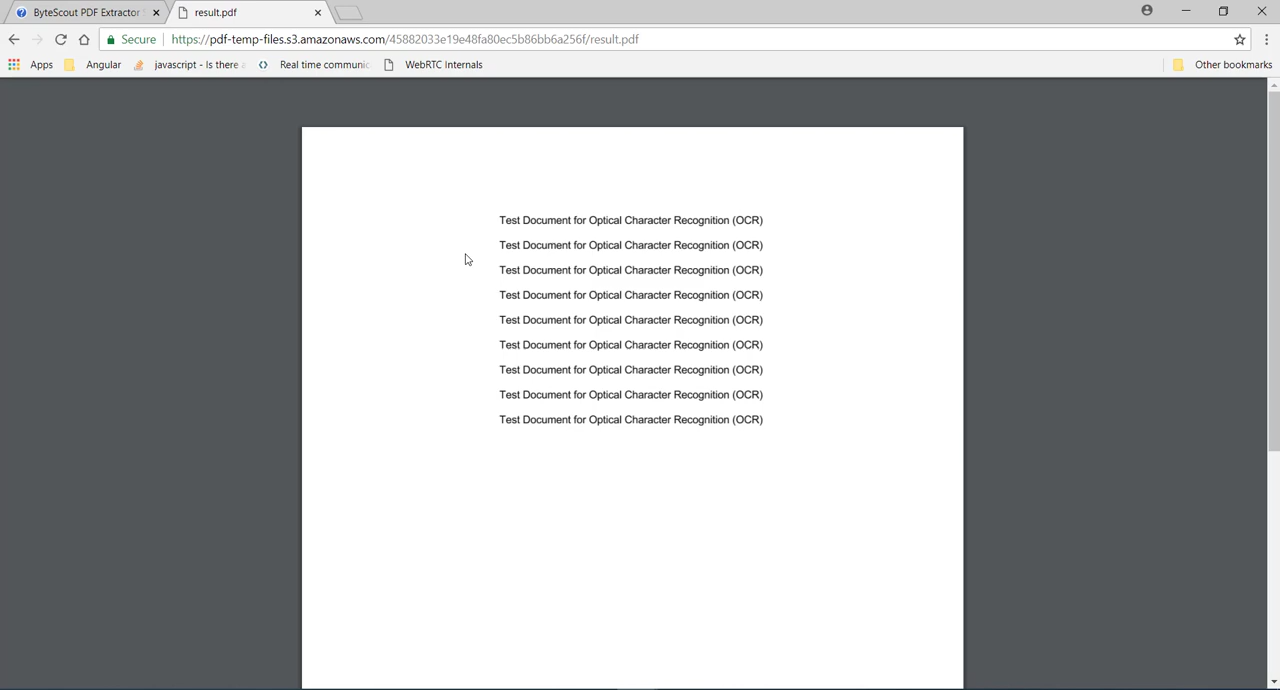 ByteScout PDF Extractor
result.pdf
Secure
https://pdf-temp-files.s3.amazonaws.com/45882033e19e48fa80ec5b86bb6a256f/result.pdf
Apps
Angular
javascript - Is there
Real time communic
WebRTC Internals
Other bookmarks
Test Document for Optical Character Recognition (OCR)
Test Document for Optical Character Recognition (OCR)
Test Document for Optical Character Recognition (OCR)
Test Document for Optical Character Recognition (OCR)
Test Document for Optical Character Recognition (OCR)
Test Document for Optical Character Recognition (OCR)
Test Document for Optical Character Recognition (OCR)
Test Document for Optical Character Recognition (OCR)
Test Document for Optical Character Recognition (OCR)